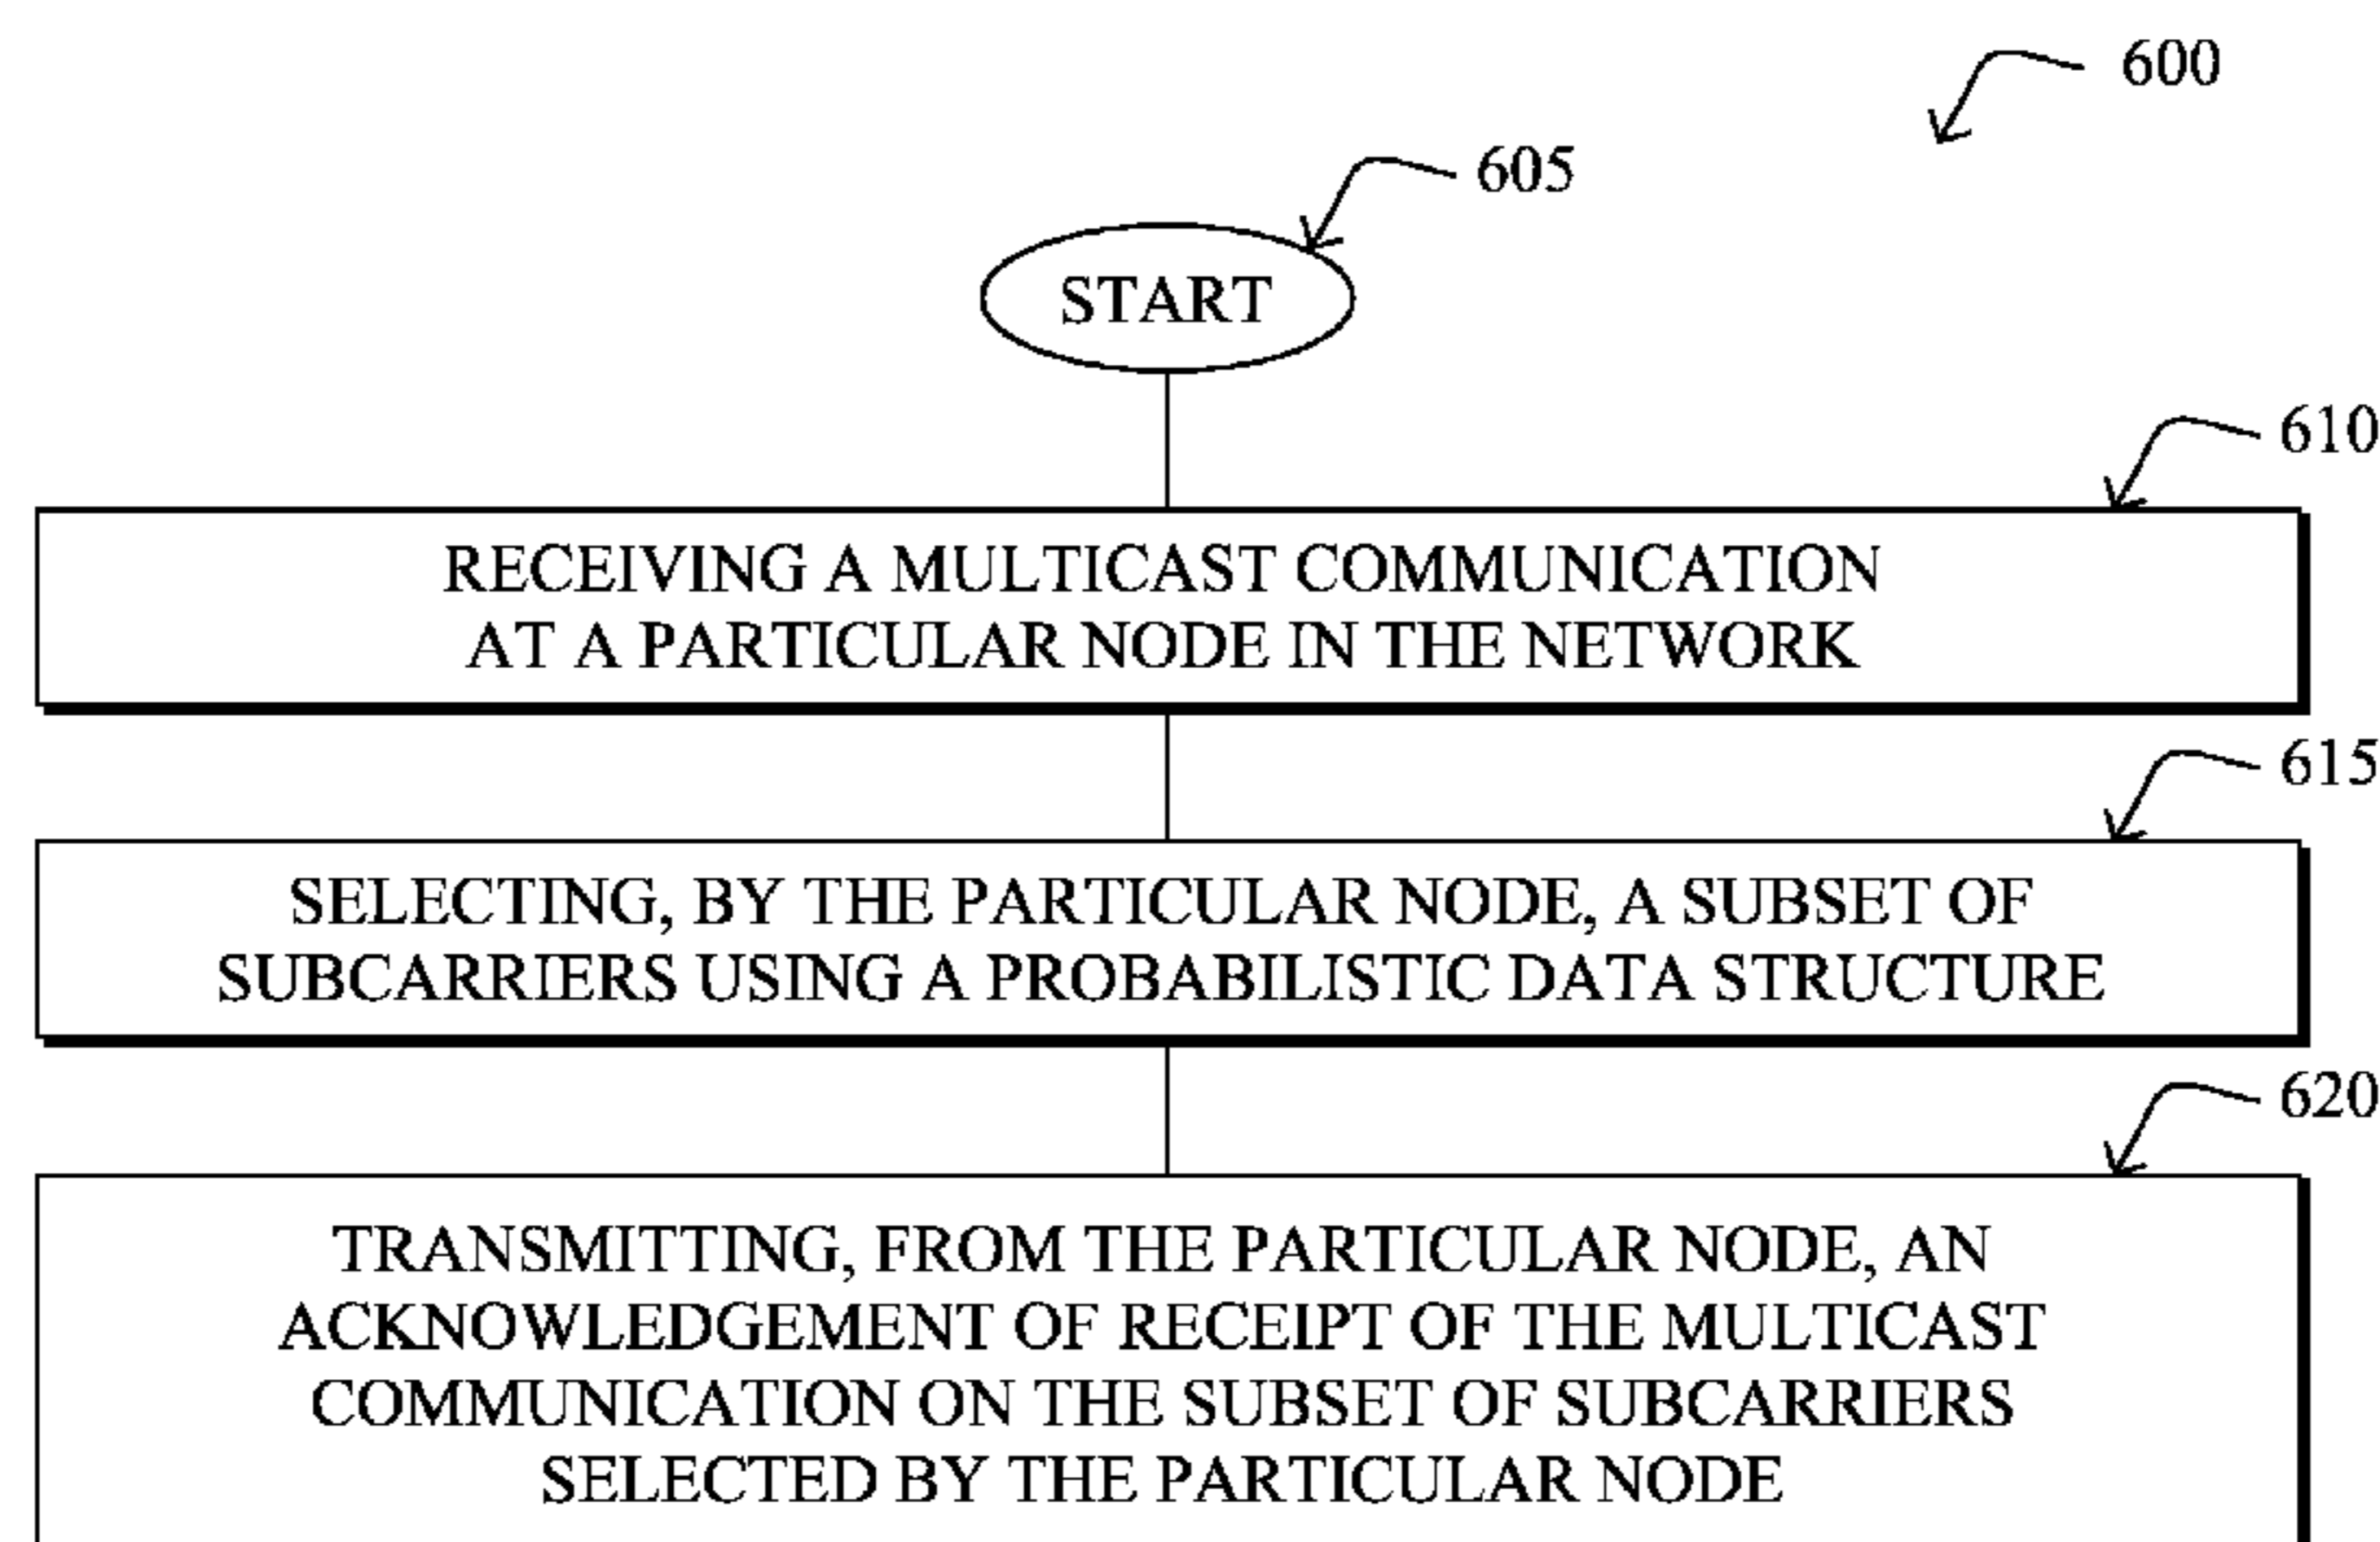 600
605
START
610
RECEIVING A MULTICAST COMMUNICATION
AT A PARTICULAR NODE IN THE NETWORK
615
SELECTING, BY THE PARTICULAR NODE, A SUBSET OF
SUBCARRIERS USING A PROBABILISTIC DATA STRUCTURE
620
TRANSMITTING, FROM THE PARTICULAR NODE, AN
ACKNOWLEDGEMENT OF RECEIPT OF THE MULTICAST
COMMUNICATION ON THE SUBSET OF SUBCARRIERS
SELECTED BY THE PARTICULAR NODE